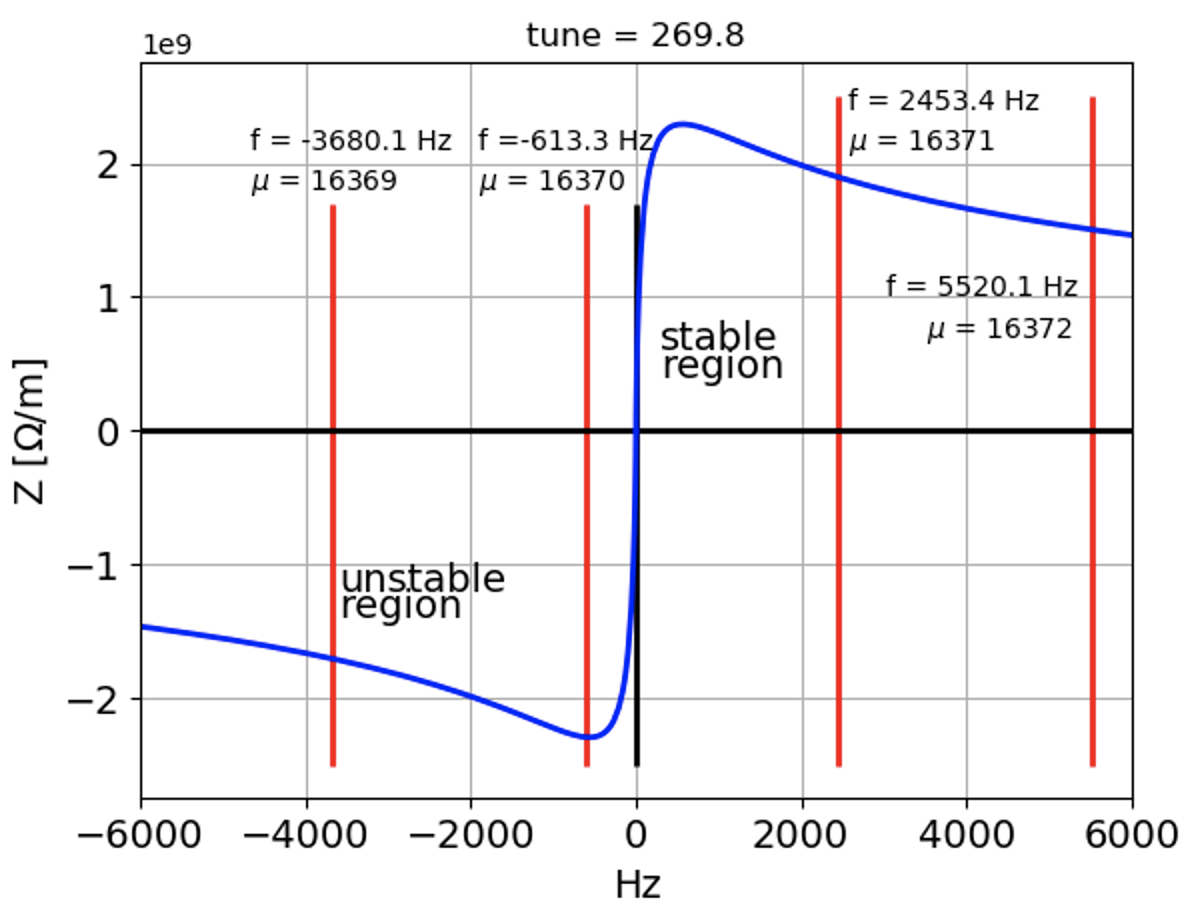 tune = 269.8
1e9
f = 2453.4 Hz
μ = 16371
f = -3680.1 Hz
μ = 16369
f =-613.3 Hz
μ = 16370
2
1
0
−1
−2
Z [Ω/m]
f = 5520.1 Hz
μ = 16372
stable
region
unstable
region
−6000 −4000 −2000 0 2000 4000 6000
Hz